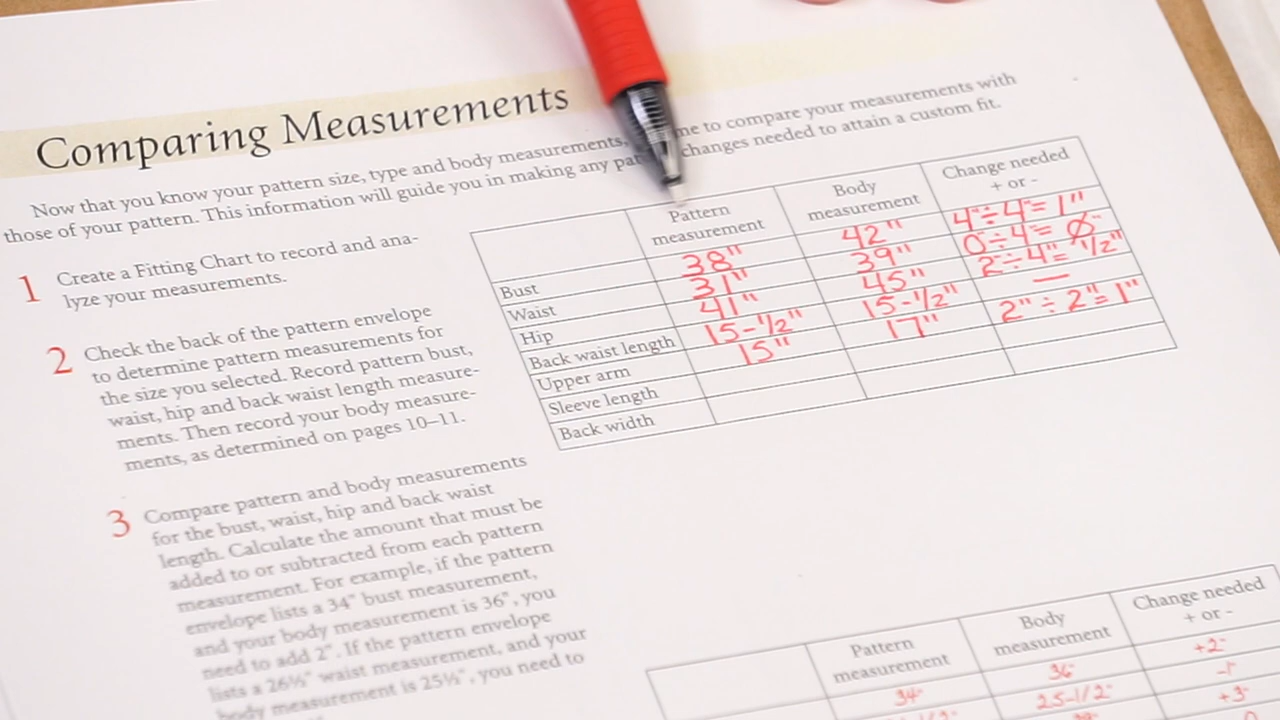 Comparing Measurements
Now that you know your pattern size, type and body measurements, me to compare your measurements with
those of your pattern. This information will guide you in making any changes needed to attain a custom fit.
1 Create a Fitting Chart to record and ana-
lyze your measurements.
2 Check the back of the pattern envelope
to determine pattern measurements for
the size you selected. Record pattern bust,
waist, hip and back waist length measure-
ments. Then record your body measure-
ments, as determined on pages 10–11.
3 Compare pattern and body measurements
for the bust, waist, hip and back waist
length. Calculate the amount that must be
added to or subtracted from each pattern
measurement. For example, if the pattern
envelope lists a 34" bust measurement,
and your body measurement is 36", you
need to add 2". If the pattern envelope
lists a 26½" waist measurement, and your
body measurement is 25½", you need to
Pattern measurement Body measurement Change needed + or -
Bust 38" 42" 4"÷4"= 1"
Waist 31" 39" 0"÷4"= 0"
Hip 41" 45" 2"÷4"= 1/2"
Back waist length 15-1/2" 15-1/2" —
Upper arm 15" 17" 2" ÷ 2"= 1"
Sleeve length
Back width
Pattern measurement Body measurement Change needed + or -
34" 36" +2"
25-1/2" -1"
+3"